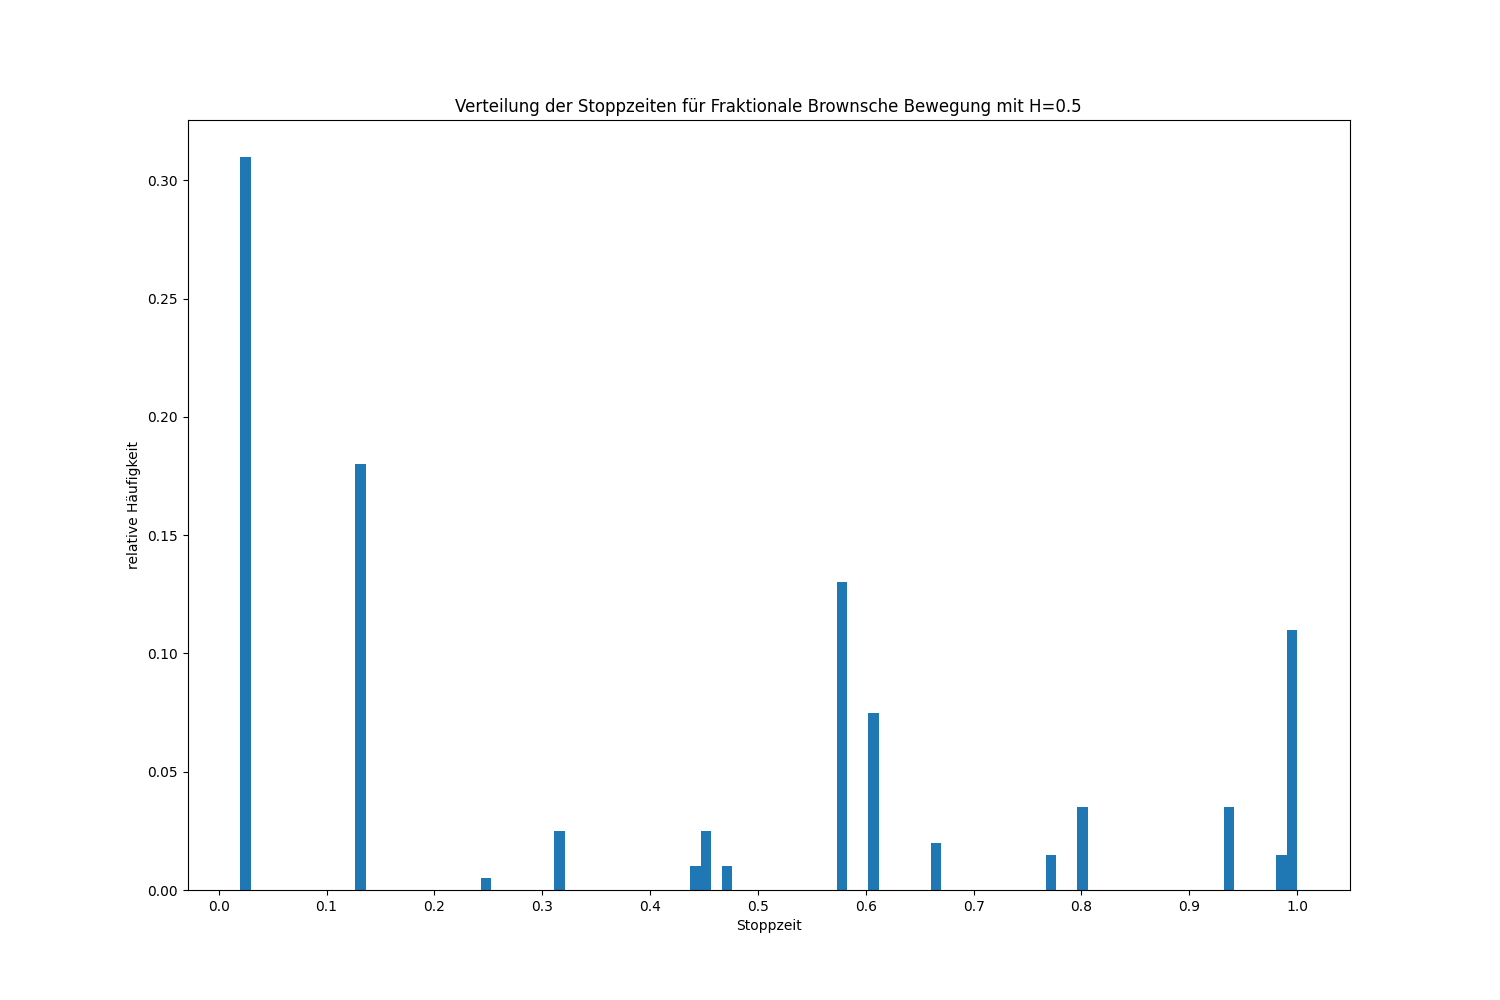 Verteilung der Stoppzeiten für Fraktionale Brownsche Bewegung mit H=0.5
relative Häufigkeit
0.30
0.25
0.20
0.15
0.10
0.05
0.00
0.0 0.1 0.2 0.3 0.4 0.5 0.6 0.7 0.8 0.9 1.0
Stoppzeit